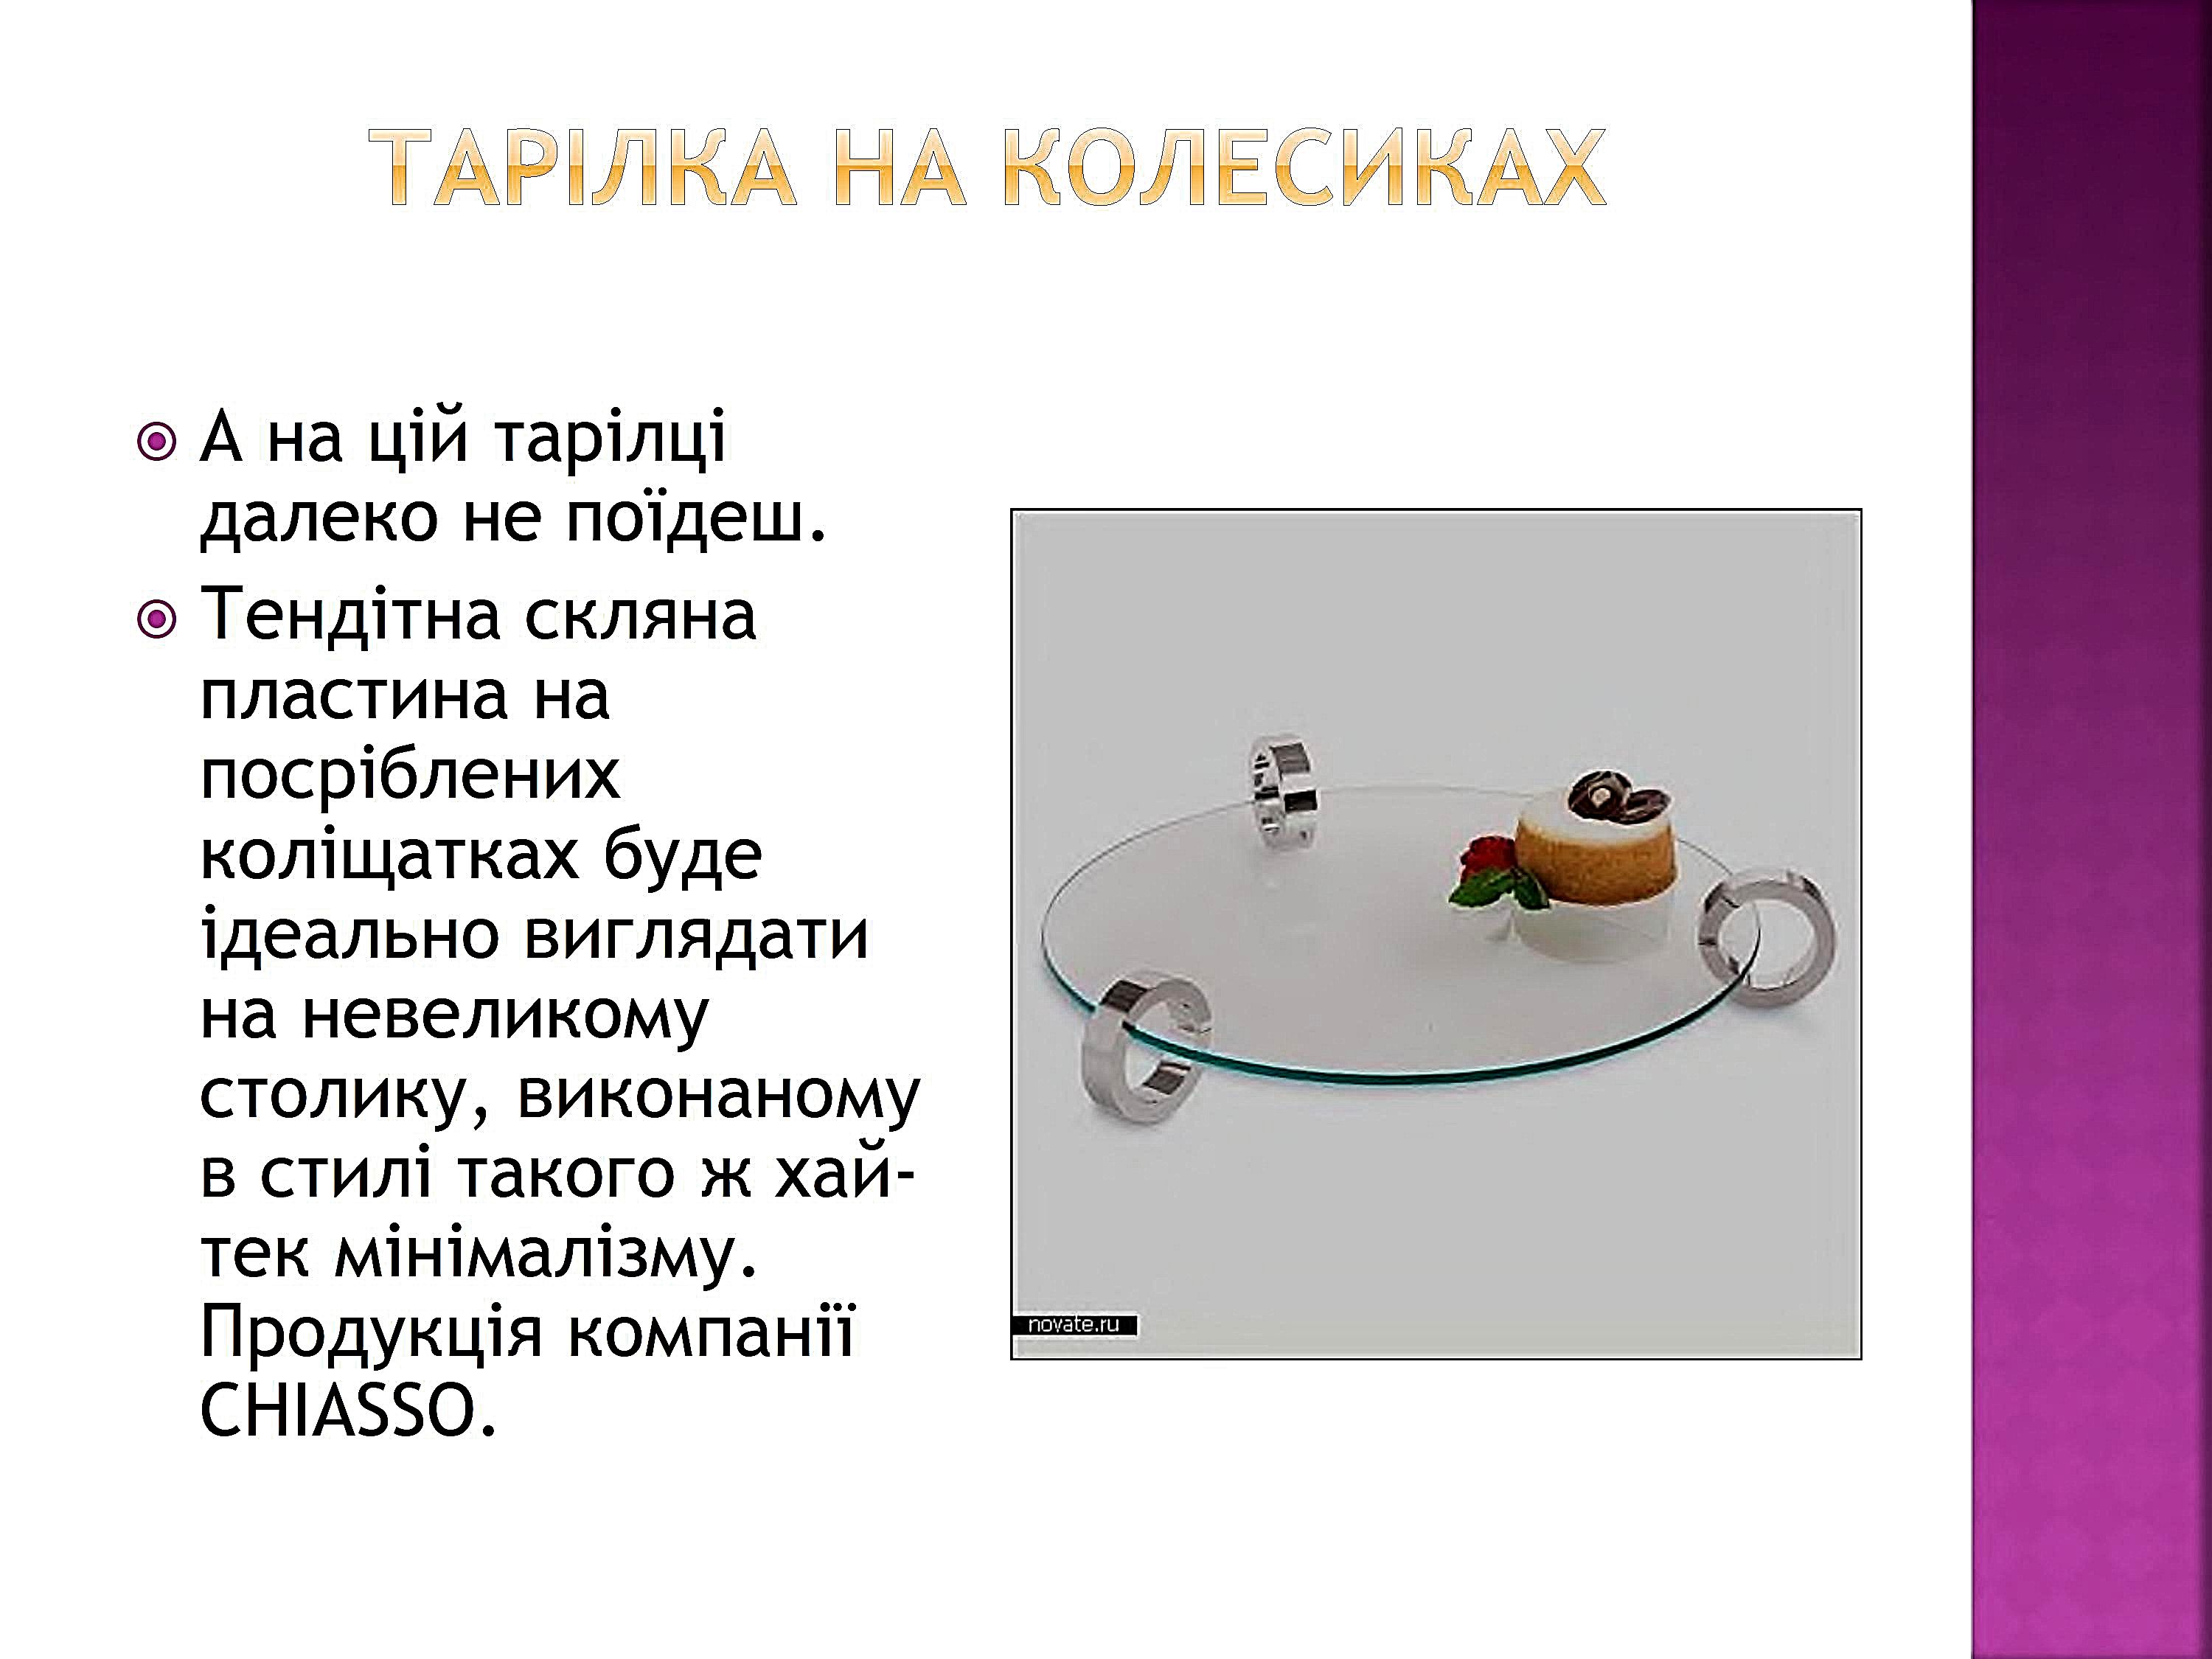 ТАРІЛКА НА КОЛЕСИКАХ
А на цій тарілці
далеко не поїдеш.
Тендітна скляна
пластина на
посріблених
коліщатках буде
ідеально виглядати
на невеликому
столику, виконаному
в стилі такого ж хай-
тек мінімалізму.
Продукція компанії
CHIASSO.
novate.ru